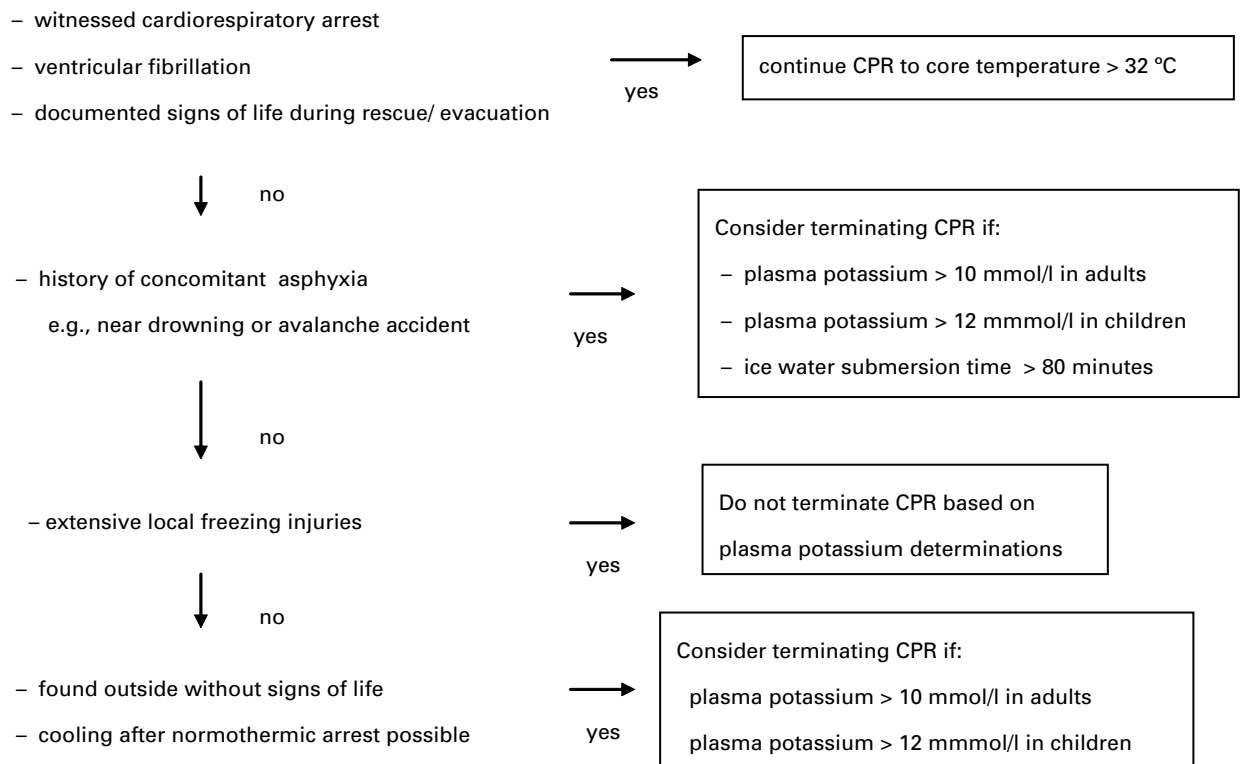 – witnessed cardiorespiratory arrest
– ventricular fibrillation
– documented signs of life during rescue/ evacuation
yes
continue CPR to core temperature > 32 ºC
no
– history of concomitant asphyxia
e.g., near drowning or avalanche accident
yes
Consider terminating CPR if:
– plasma potassium > 10 mmol/l in adults
– plasma potassium > 12 mmmol/l in children
– ice water submersion time > 80 minutes
no
– extensive local freezing injuries
yes
Do not terminate CPR based on
plasma potassium determinations
no
– found outside without signs of life
– cooling after normothermic arrest possible
yes
Consider terminating CPR if:
plasma potassium > 10 mmol/l in adults
plasma potassium > 12 mmmol/l in children